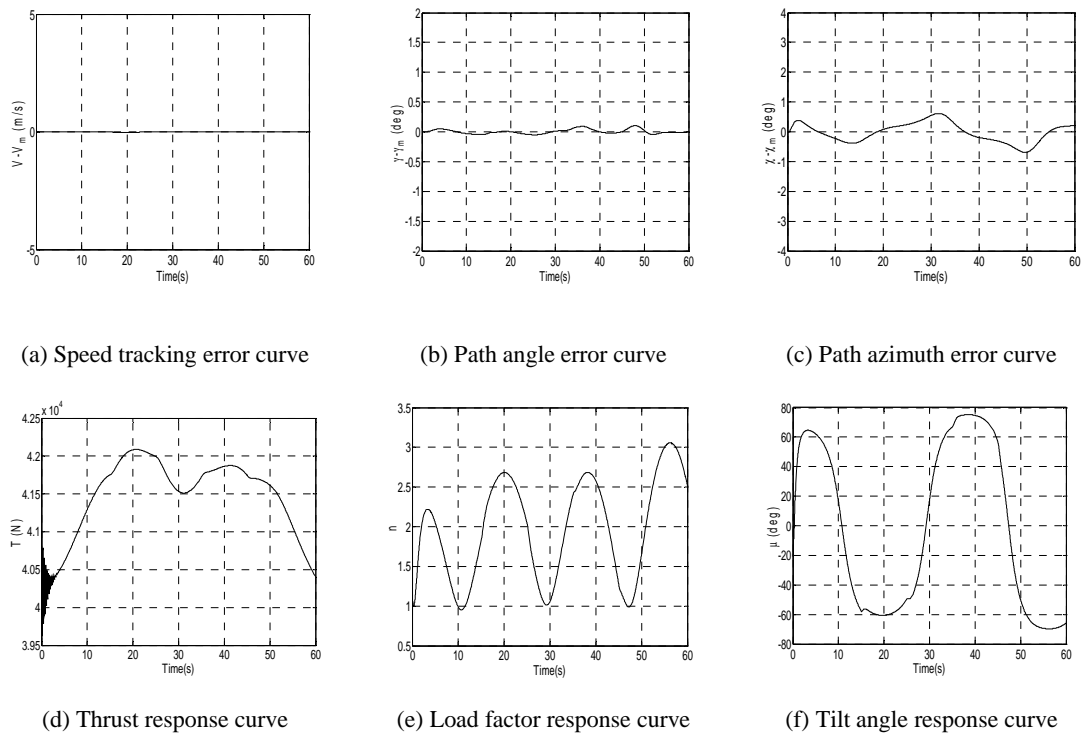 5
0
-5
0 10 20 30 40 50 60
Time(s)
V-Vm (m/s)
2
1.5
1
0.5
0
-0.5
-1
-1.5
-2
0 10 20 30 40 50 60
Time(s)
γ-γm (deg)
4
3
2
1
0
-1
-2
-3
-4
0 10 20 30 40 50 60
Time(s)
χ-χm (deg)
(a) Speed tracking error curve
(b) Path angle error curve
(c) Path azimuth error curve
x 10^4
4.25
4.2
4.15
4.1
4.05
4
3.95
0 10 20 30 40 50 60
Time(s)
T (N)
3.5
3
2.5
2
1.5
1
0.5
0 10 20 30 40 50 60
Time(s)
n
80
60
40
20
0
-20
-40
-60
-80
0 10 20 30 40 50 60
Time(s)
μ (deg)
(d) Thrust response curve
(e) Load factor response curve
(f) Tilt angle response curve